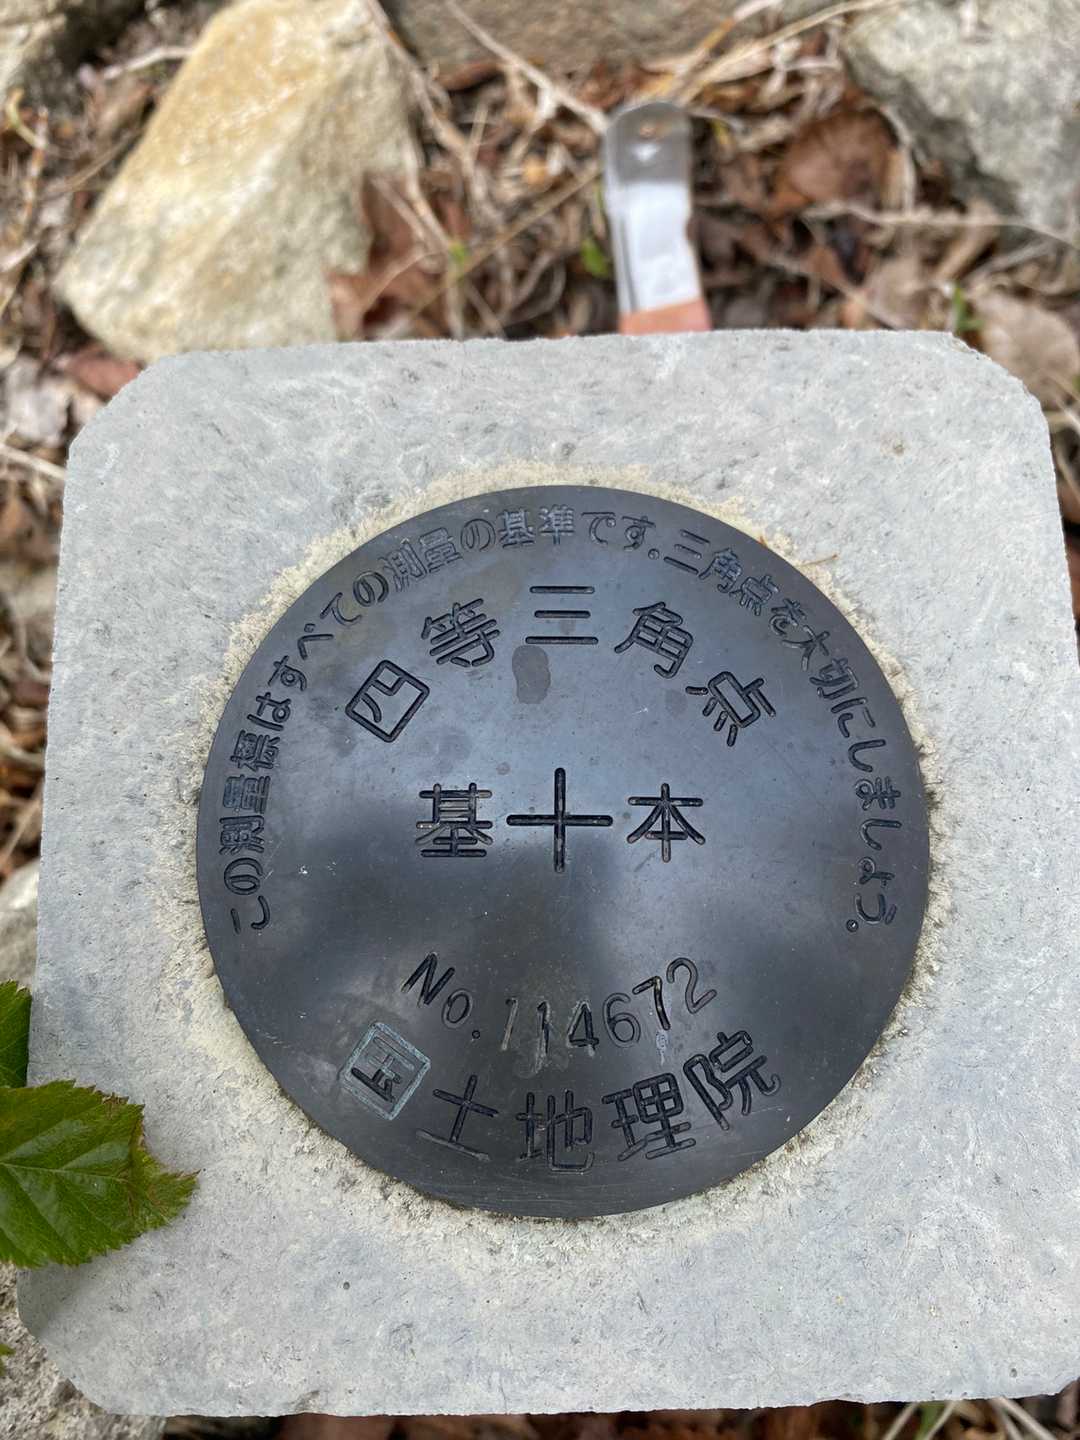 この測量標はすべての測量の基準です。三角点を大切にしましょう。
四等三角点
基本
No.114672
国土地理院